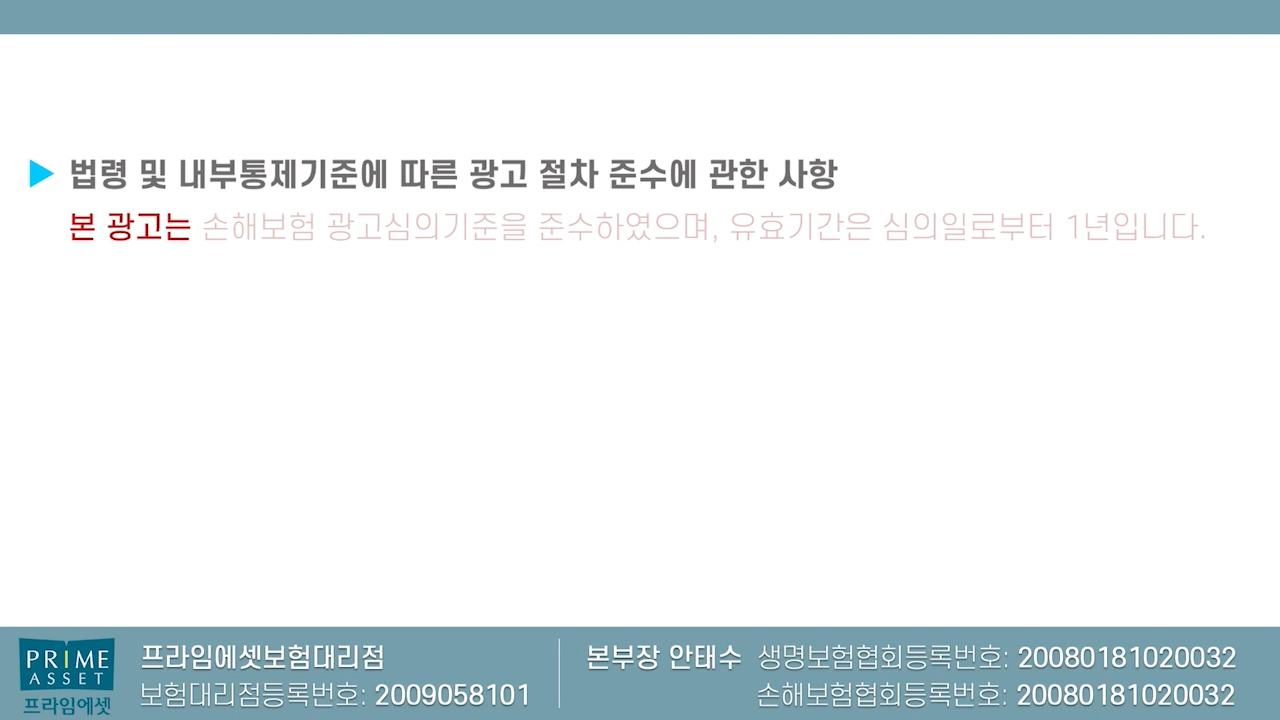 ▶ 법령 및 내부통제기준에 따른 광고 절차 준수에 관한 사항
본 광고는 손해보험 광고심의기준을 준수하였으며, 유효기간은 심의일로부터 1년입니다.
PRIME
ASSET
프라임에셋
프라임에셋보험대리점
보험대리점등록번호: 2009058101
본부장 안태수 생명보험협회등록번호: 20080181020032
손해보험협회등록번호: 20080181020032